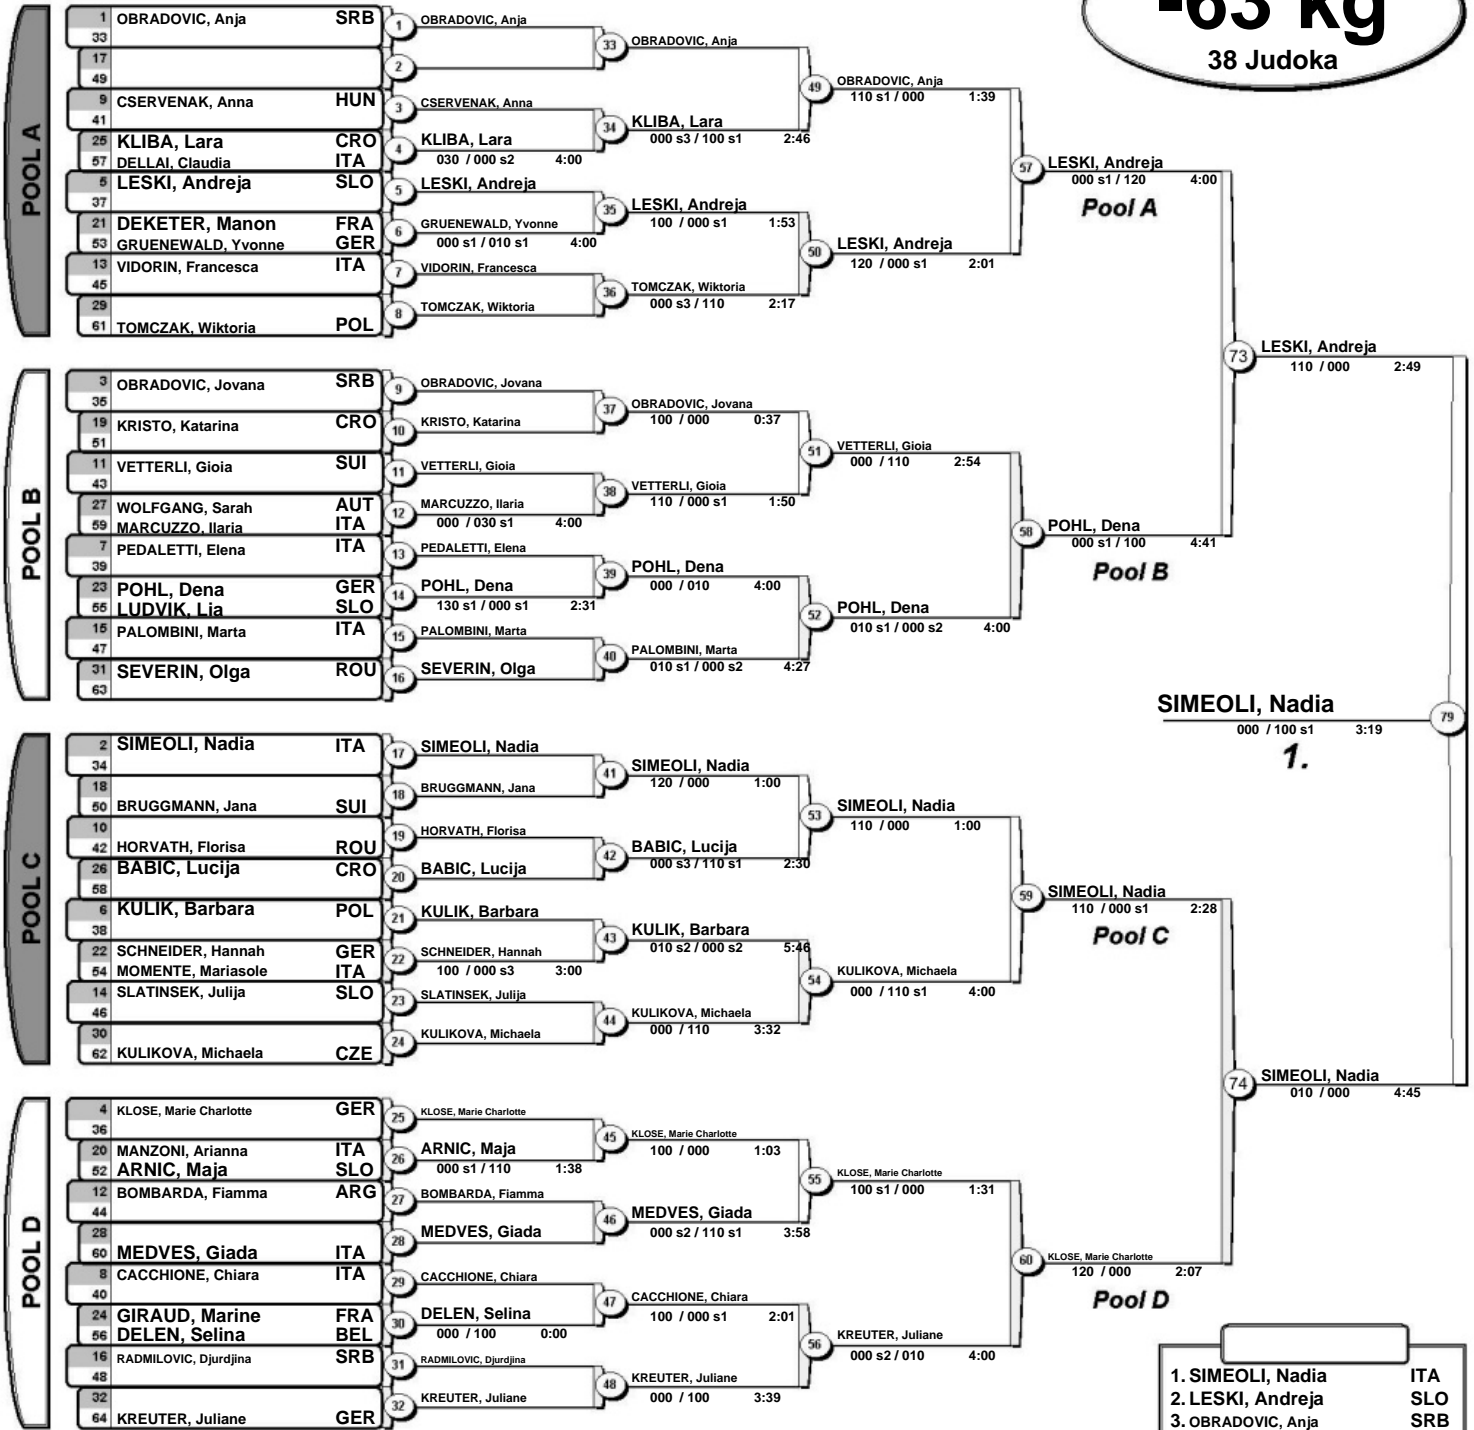 -63 kg
38 Judoka
POOL A
1 OBRADOVIC, Anja SRB
33
17
49
9 CSERVENAK, Anna HUN
41
25 KLIBA, Lara CRO
57 DELLAI, Claudia ITA
5 LESKI, Andreja SLO
37
21 DEKETER, Manon FRA
53 GRUENEWALD, Yvonne GER
13 VIDORIN, Francesca ITA
45
29
61 TOMCZAK, Wiktoria POL
1 OBRADOVIC, Anja
2
3 CSERVENAK, Anna
4 KLIBA, Lara
030 / 000 s2 4:00
5 LESKI, Andreja
6 GRUENEWALD, Yvonne
000 s1 / 010 s1 4:00
7 VIDORIN, Francesca
8 TOMCZAK, Wiktoria
33 OBRADOVIC, Anja
34 KLIBA, Lara
000 s3 / 100 s1 2:46
35 LESKI, Andreja
100 / 000 s1 1:53
36 TOMCZAK, Wiktoria
000 s3 / 110 2:17
49 OBRADOVIC, Anja
110 s1 / 000 1:39
50 LESKI, Andreja
120 / 000 s1 2:01
57 LESKI, Andreja
000 s1 / 120 4:00
Pool A
POOL B
3 OBRADOVIC, Jovana SRB
35
19 KRISTO, Katarina CRO
51
11 VETTERLI, Gioia SUI
43
27 WOLFGANG, Sarah AUT
59 MARCUZZO, Ilaria ITA
7 PEDALETTI, Elena ITA
39
23 POHL, Dena GER
55 LUDVIK, Lia SLO
15 PALOMBINI, Marta ITA
47
31 SEVERIN, Olga ROU
63
9 OBRADOVIC, Jovana
10 KRISTO, Katarina
11 VETTERLI, Gioia
12 MARCUZZO, Ilaria
000 / 030 s1 4:00
13 PEDALETTI, Elena
14 POHL, Dena
130 s1 / 000 s1 2:31
15 PALOMBINI, Marta
16 SEVERIN, Olga
37 OBRADOVIC, Jovana
100 / 000 0:37
38 VETTERLI, Gioia
110 / 000 s1 1:50
39 POHL, Dena
000 / 010 4:00
40 PALOMBINI, Marta
010 s1 / 000 s2 4:27
51 VETTERLI, Gioia
000 / 110 2:54
52 POHL, Dena
010 s1 / 000 s2 4:00
58 POHL, Dena
000 s1 / 100 4:41
Pool B
73 LESKI, Andreja
110 / 000 2:49
POOL C
2 SIMEOLI, Nadia ITA
34
18
50 BRUGGMANN, Jana SUI
10
42 HORVATH, Florisa ROU
26 BABIC, Lucija CRO
58
6 KULIK, Barbara POL
38
22 SCHNEIDER, Hannah GER
54 MOMENTE, Mariasole ITA
14 SLATINSEK, Julija SLO
46
30
62 KULIKOVA, Michaela CZE
17 SIMEOLI, Nadia
18 BRUGGMANN, Jana
19 HORVATH, Florisa
20 BABIC, Lucija
21 KULIK, Barbara
22 SCHNEIDER, Hannah
100 / 000 s3 3:00
23 SLATINSEK, Julija
24 KULIKOVA, Michaela
41 SIMEOLI, Nadia
120 / 000 1:00
42 BABIC, Lucija
000 s3 / 110 s1 2:30
43 KULIK, Barbara
010 s2 / 000 s2 5:46
44 KULIKOVA, Michaela
000 / 110 3:32
53 SIMEOLI, Nadia
110 / 000 1:00
54 KULIKOVA, Michaela
000 / 110 s1 4:00
59 SIMEOLI, Nadia
110 / 000 s1 2:28
Pool C
POOL D
4 KLOSE, Marie Charlotte GER
36
20 MANZONI, Arianna ITA
52 ARNIC, Maja SLO
12 BOMBARDA, Fiamma ARG
44
28
60 MEDVES, Giada ITA
8 CACCHIONE, Chiara ITA
40
24 GIRAUD, Marine FRA
56 DELEN, Selina BEL
16 RADMILOVIC, Djurdjina SRB
48
32
64 KREUTER, Juliane GER
25 KLOSE, Marie Charlotte
26 ARNIC, Maja
000 s1 / 110 1:38
27 BOMBARDA, Fiamma
28 MEDVES, Giada
29 CACCHIONE, Chiara
30 DELEN, Selina
000 / 100 0:00
31 RADMILOVIC, Djurdjina
32 KREUTER, Juliane
45 KLOSE, Marie Charlotte
100 / 000 1:03
46 MEDVES, Giada
000 s2 / 110 s1 3:58
47 CACCHIONE, Chiara
100 / 000 s1 2:01
48 KREUTER, Juliane
000 / 100 3:39
55 KLOSE, Marie Charlotte
100 s1 / 000 1:31
56 KREUTER, Juliane
000 s2 / 010 4:00
60 KLOSE, Marie Charlotte
120 / 000 2:07
Pool D
74 SIMEOLI, Nadia
010 / 000 4:45
SIMEOLI, Nadia 79
000 / 100 s1 3:19
1.
1. SIMEOLI, Nadia ITA
2. LESKI, Andreja SLO
3. OBRADOVIC, Anja SRB